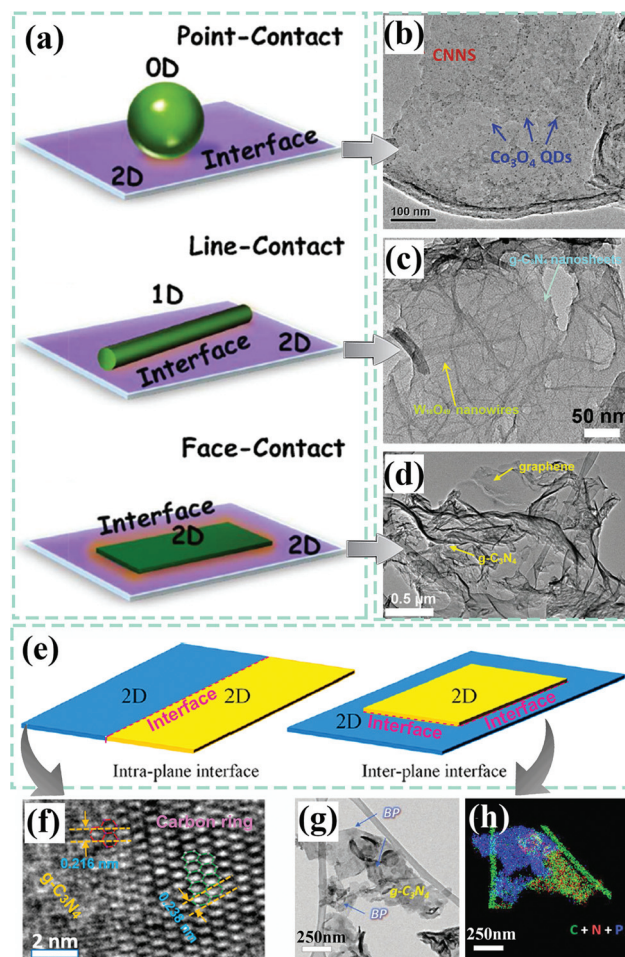 (a)
Point-Contact
0D
Interface
2D
Line-Contact
1D
Interface
2D
Face-Contact
Interface
2D
2D
(b)
CNNS
Co₃O₄ QDs
100 nm
(c)
g-C₃N₄ nanosheets
nanowires
50 nm
(d)
graphene
g-C₃N₄
0.5 µm
(e)
2D
2D
Interface
Intra-plane interface
2D
2D
Interface
Interface
Inter-plane interface
(f)
Carbon ring
0.216 nm
g-C₃N₄
0.238 nm
2 nm
(g)
BP
g-C₃N₄
BP
250nm
(h)
250nm
C + N + P